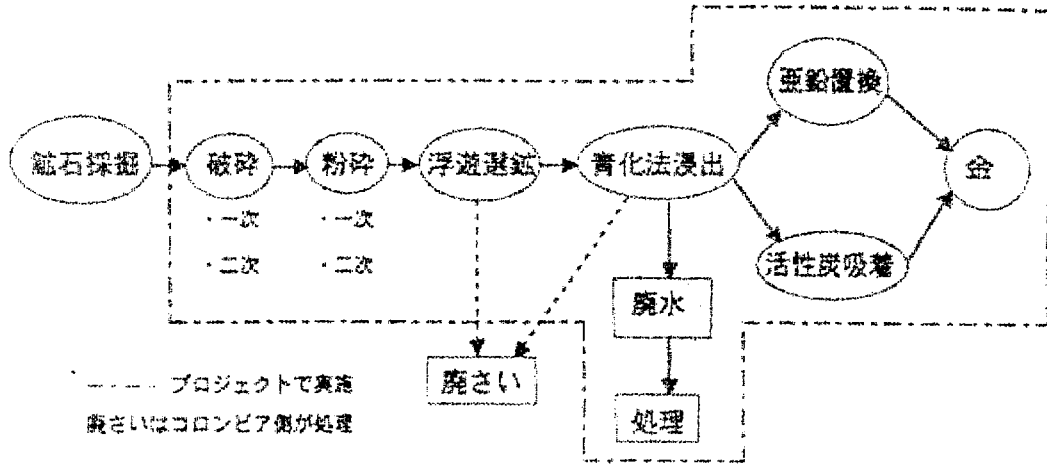 亜鉛置換
鉱石採掘
破砕
粉砕
浮遊選鉱
青化法浸出
金
・一次
・一次
・二次
・二次
活性炭吸着
廃水
廃さい
処理
プロジェクトで実施
廃さいはコロンビア側が処理